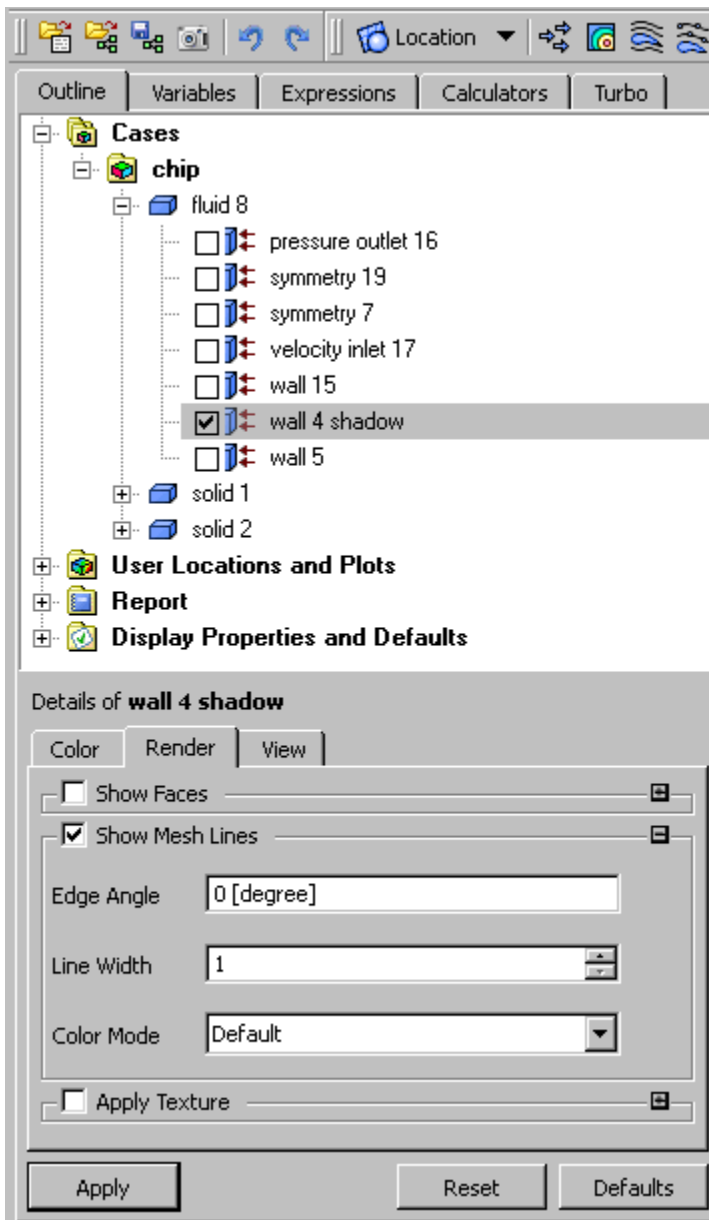 Location
Outline Variables Expressions Calculators Turbo
Cases
chip
fluid 8
pressure outlet 16
symmetry 19
symmetry 7
velocity inlet 17
wall 15
wall 4 shadow
wall 5
solid 1
solid 2
User Locations and Plots
Report
Display Properties and Defaults
Details of wall 4 shadow
Color Render View
Show Faces
Show Mesh Lines
Edge Angle 0 [degree]
Line Width 1
Color Mode Default
Apply Texture
Apply Reset Defaults